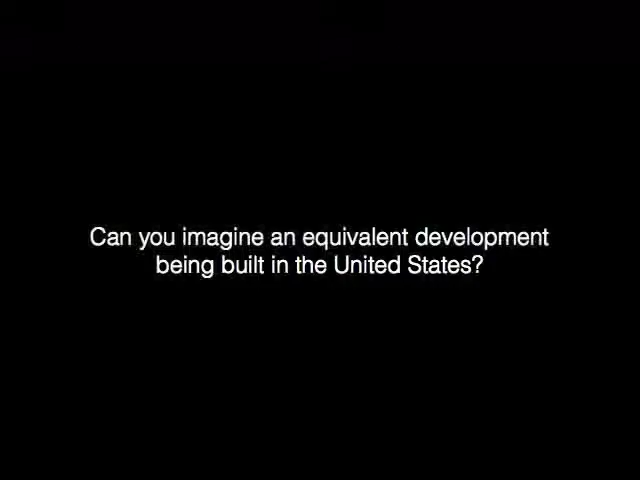 Can you imagine an equivalent development
being built in the United States?